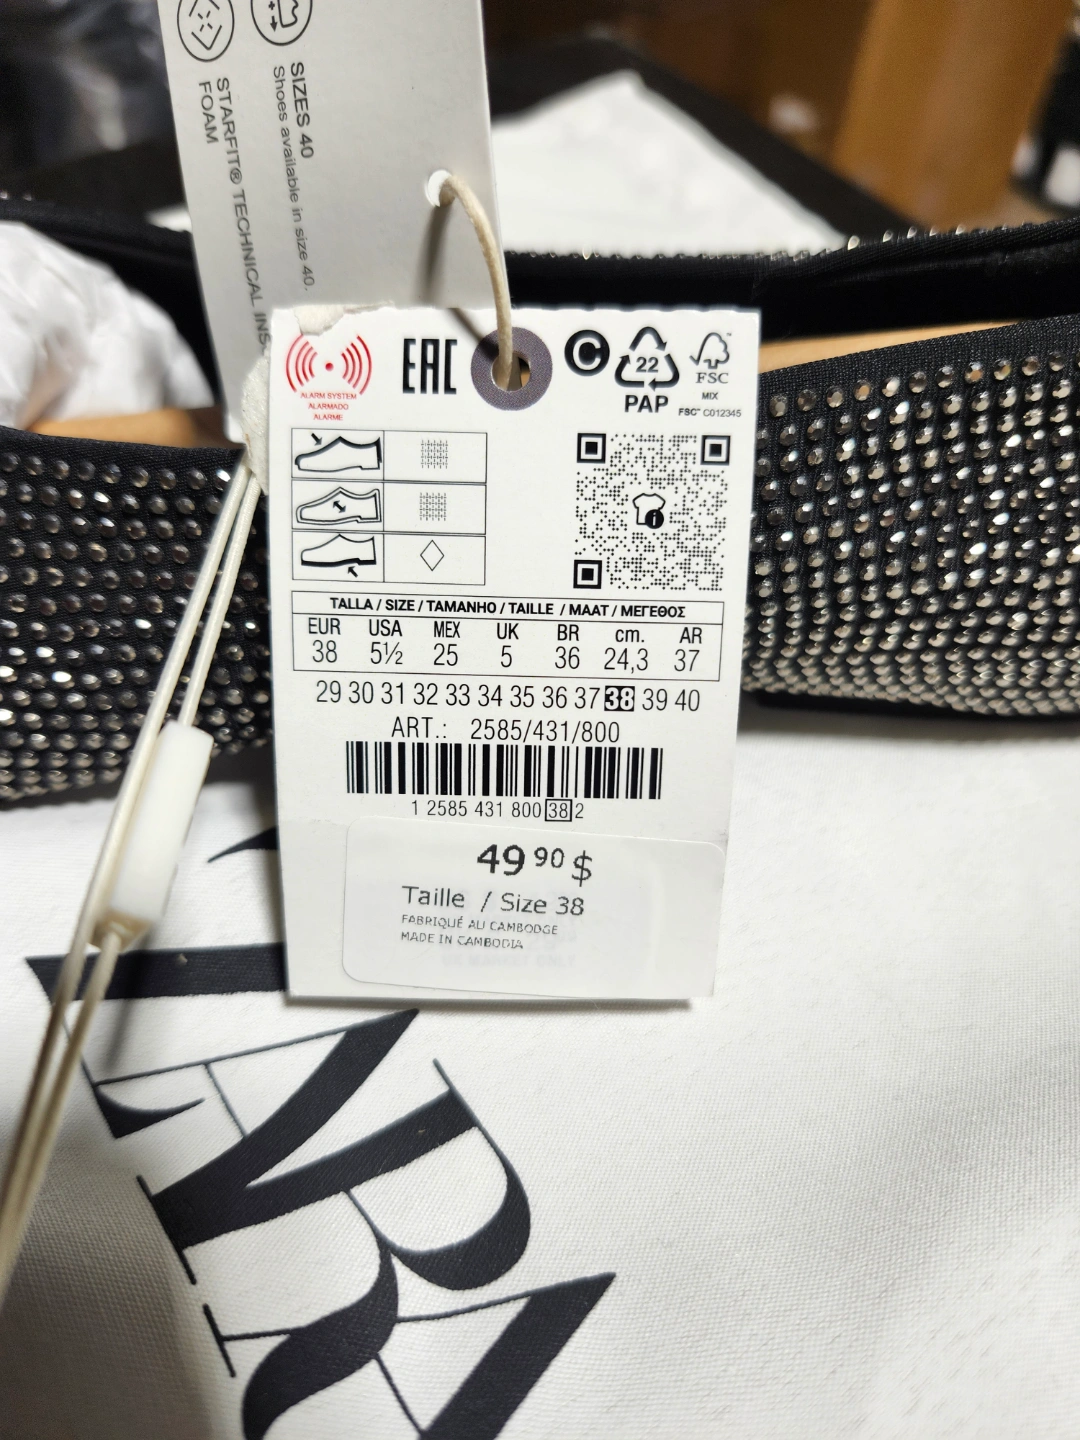 SIZES 40
Shoes available in size 40.
STARFIT® TECHNICAL
FOAM
ALARM SYSTEM
ALARMADO
ALARME
EAC
C
22
PAP
FSC
MIX
FSC™ C012345
TALLA / SIZE / TAMANHO / TAILLE / MAAT / ΜΕΓΕΘΟΣ
EUR USA MEX UK BR cm. AR
38 5½ 25 5 36 24,3 37
29 30 31 32 33 34 35 36 37 38 39 40
ART.: 2585/431/800
1 2585 431 800 38 2
49 90 $
Taille / Size 38
FABRIQUÉ AU CAMBODGE
MADE IN CAMBODIA
ZARA